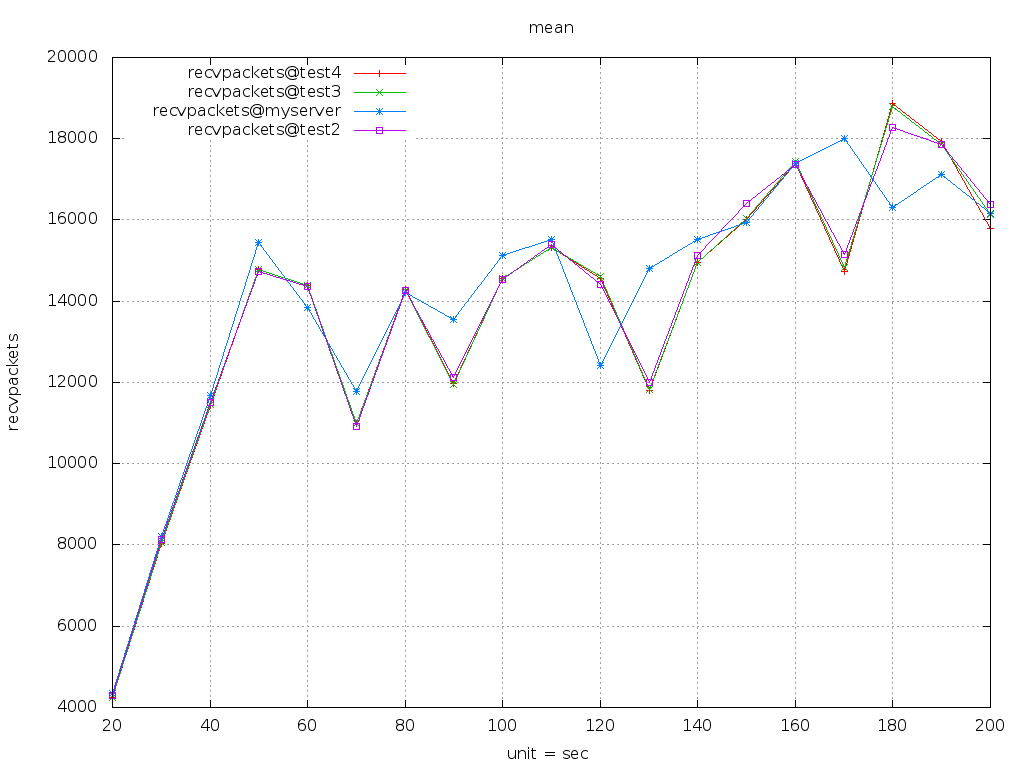 mean
recvpackets@test4
recvpackets@test3
recvpackets@myserver
recvpackets@test2
20000
18000
16000
14000
12000
10000
8000
6000
4000
recvpackets
20 40 60 80 100 120 140 160 180 200
unit = sec